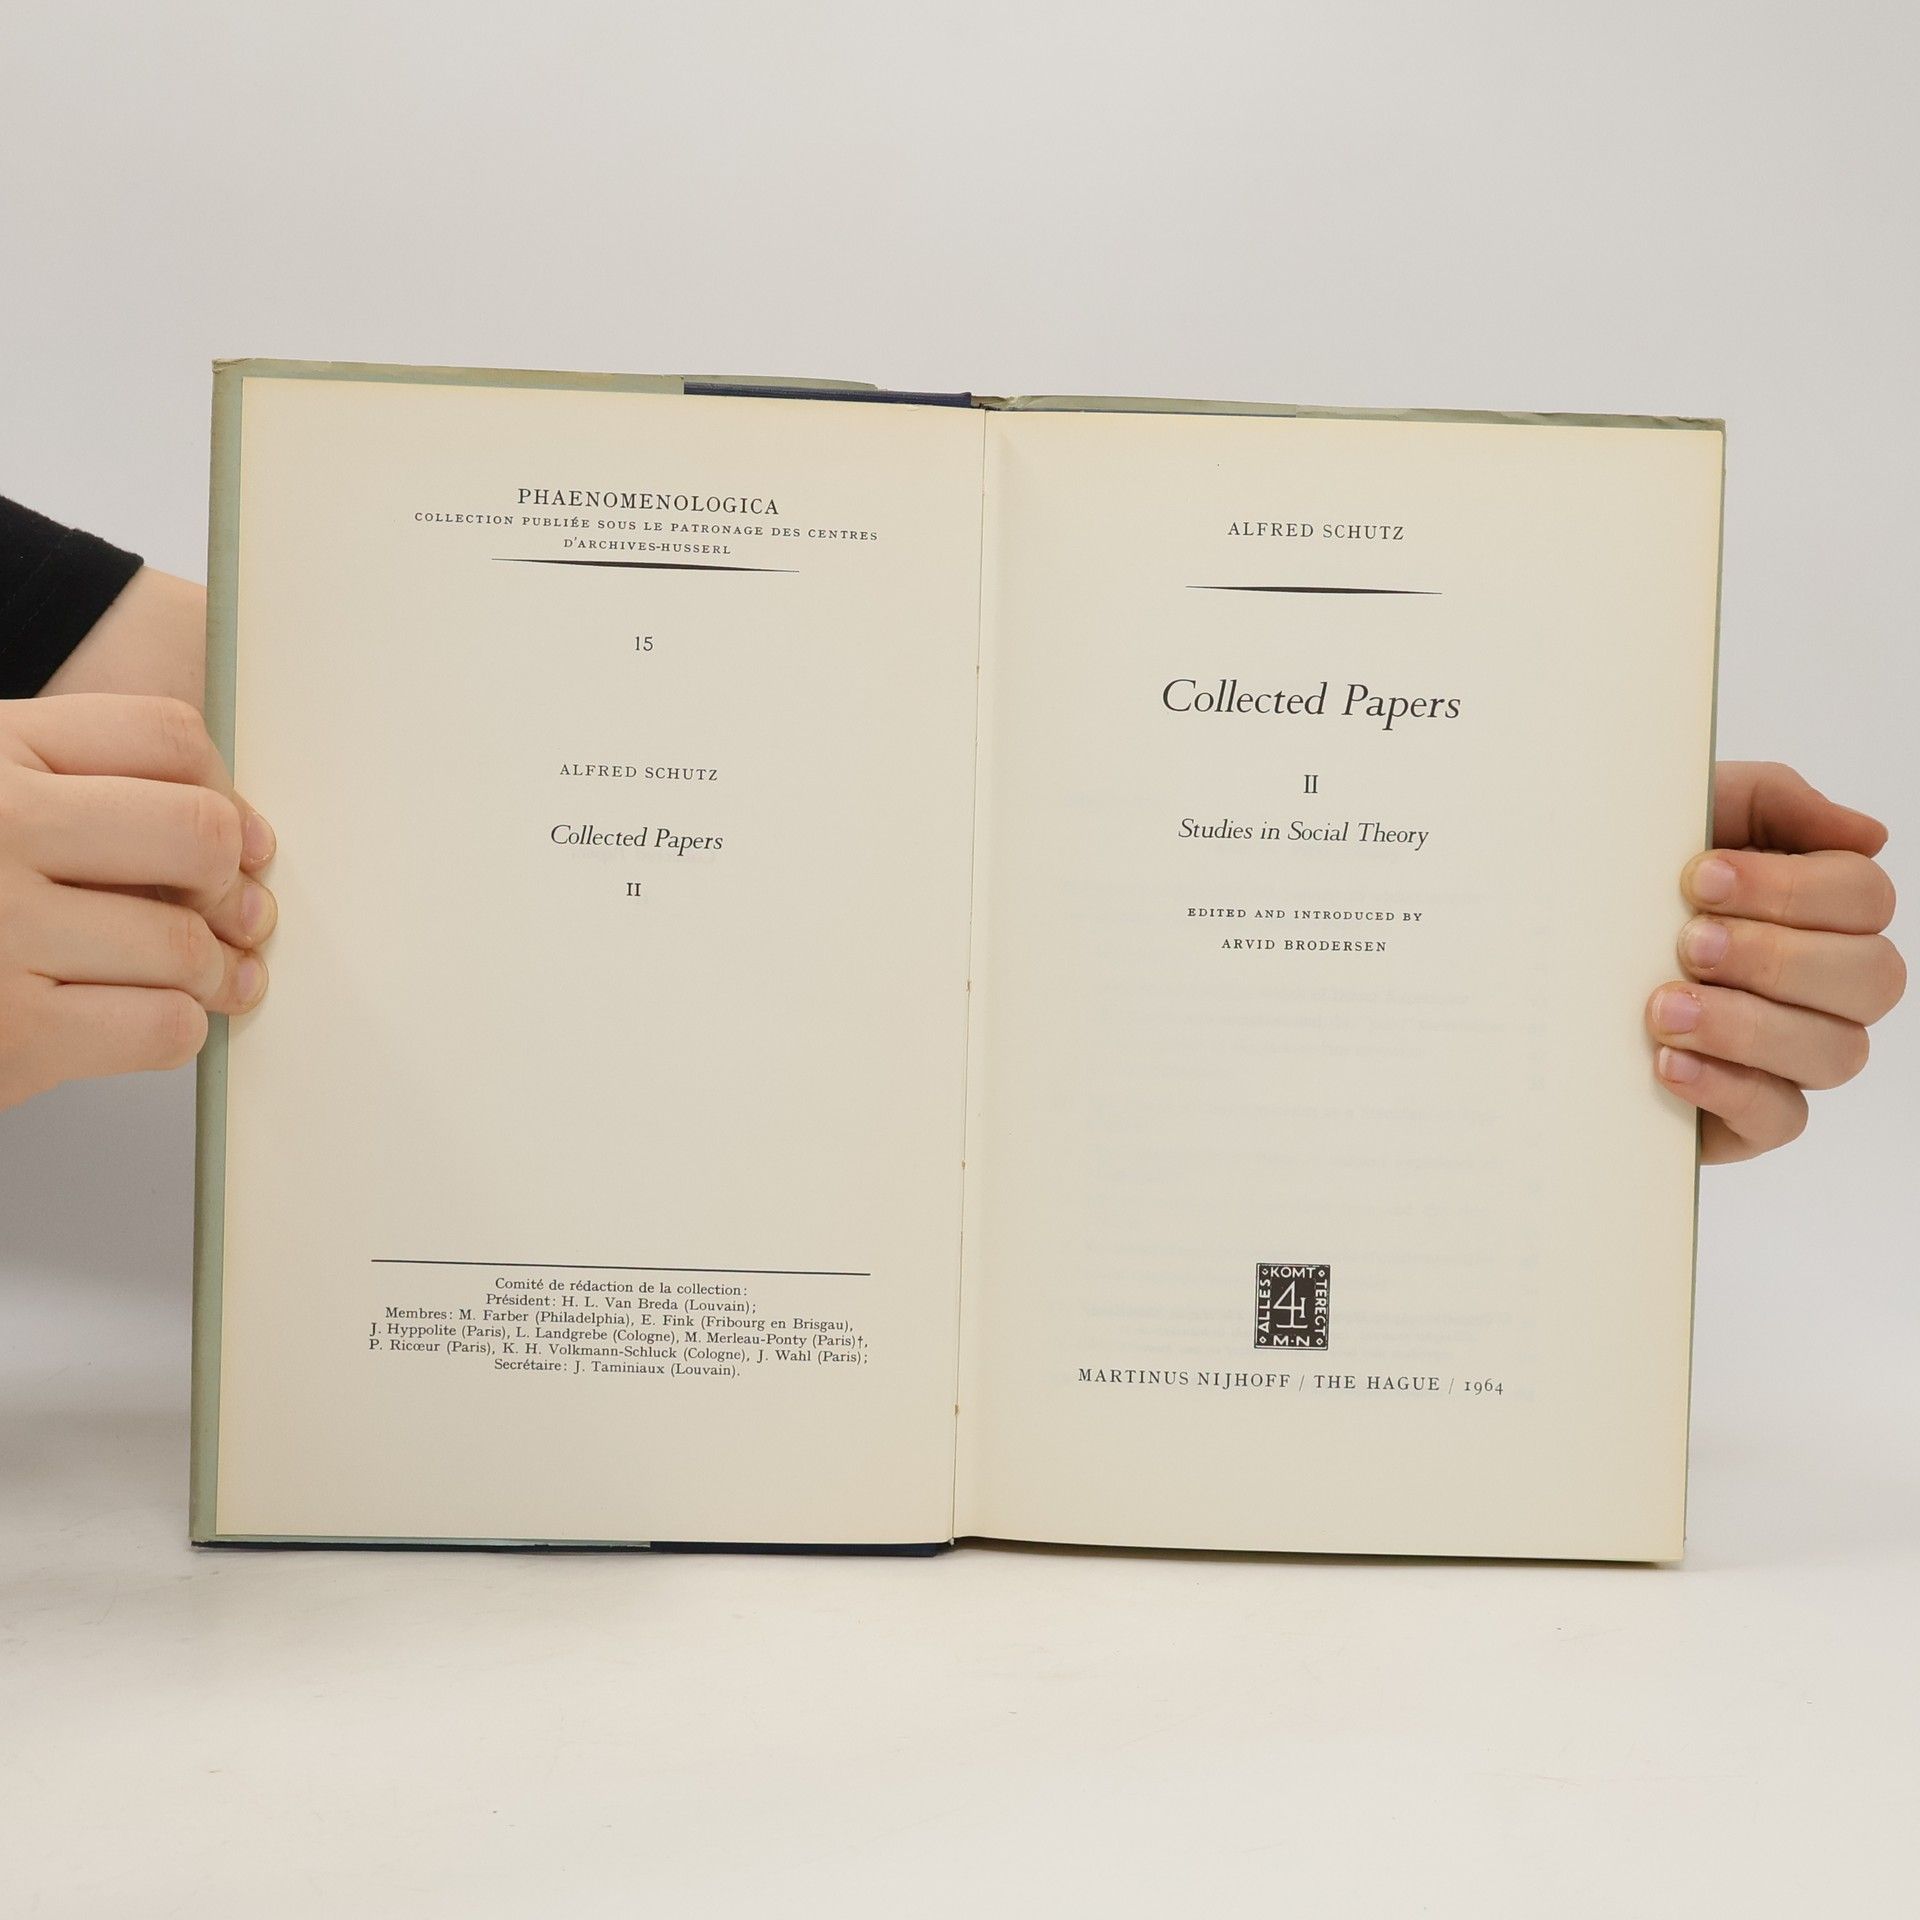 PHAENOMENOLOGICA
COLLECTION PUBLIÉE SOUS LE PATRONAGE DES CENTRES
D'ARCHIVES-HUSSERL
15
ALFRED SCHUTZ
Collected Papers
II
Comité de rédaction de la collection:
Président: H. L. Van Breda (Louvain);
Membres: M. Farber (Philadelphia), E. Fink (Fribourg en Brisgau),
J. Hyppolite (Paris), L. Landgrebe (Cologne), M. Merleau-Ponty (Paris)†,
P. Ricœur (Paris), K. H. Volkmann-Schluck (Cologne), J. Wahl (Paris);
Secrétaire: J. Taminiaux (Louvain).
ALFRED SCHUTZ
Collected Papers
II
Studies in Social Theory
EDITED AND INTRODUCED BY
ARVID BRODERSEN
ALLES KOMT TERECHT
M·N
MARTINUS NIJHOFF / THE HAGUE / 1964